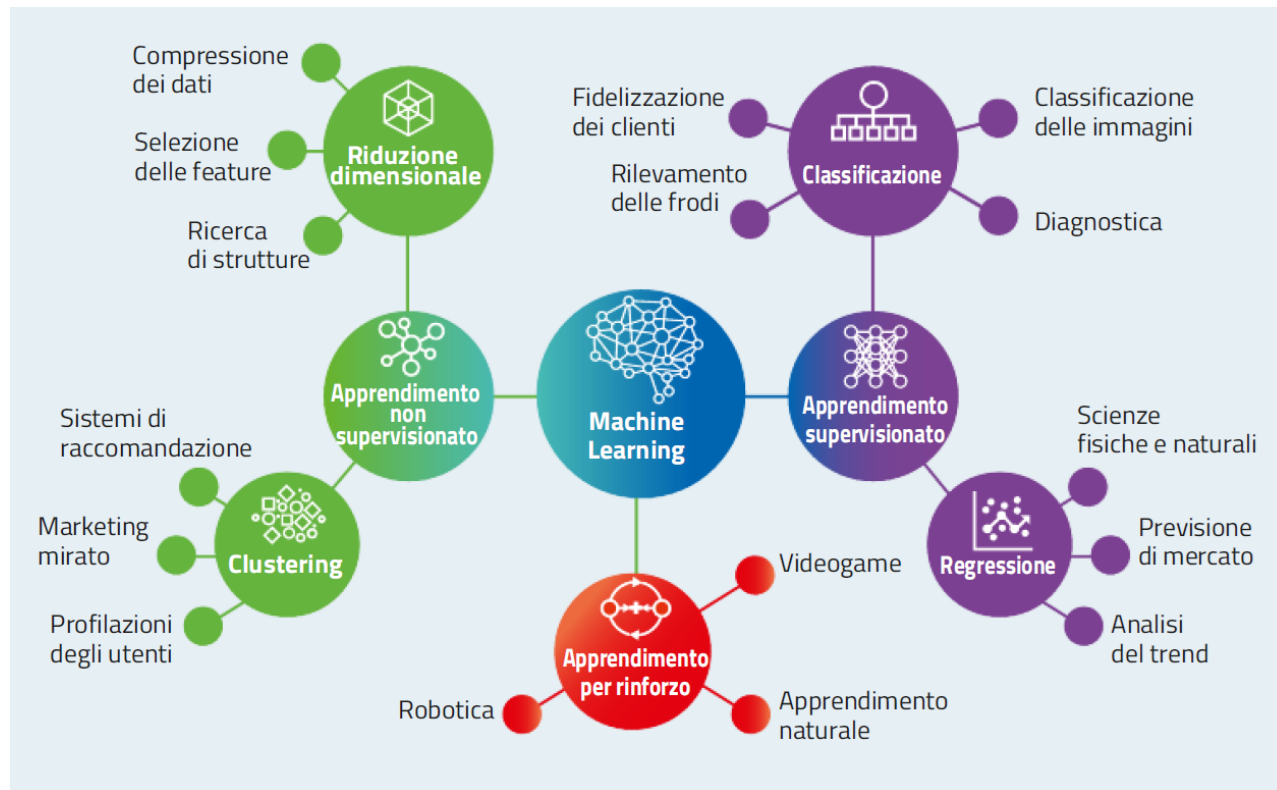 Compressione
dei dati
Selezione
delle feature
Ricerca
di strutture
Riduzione
dimensionale
Fidelizzazione
dei clienti
Rilevamento
delle frodi
Classificazione
Classificazione
delle immagini
Diagnostica
Apprendimento
non
supervisionato
Machine
Learning
Apprendimento
supervisionato
Sistemi di
raccomandazione
Marketing
mirato
Profilazioni
degli utenti
Clustering
Scienze
fisiche e naturali
Previsione
di mercato
Analisi
del trend
Regressione
Videogame
Apprendimento
per rinforzo
Robotica
Apprendimento
naturale